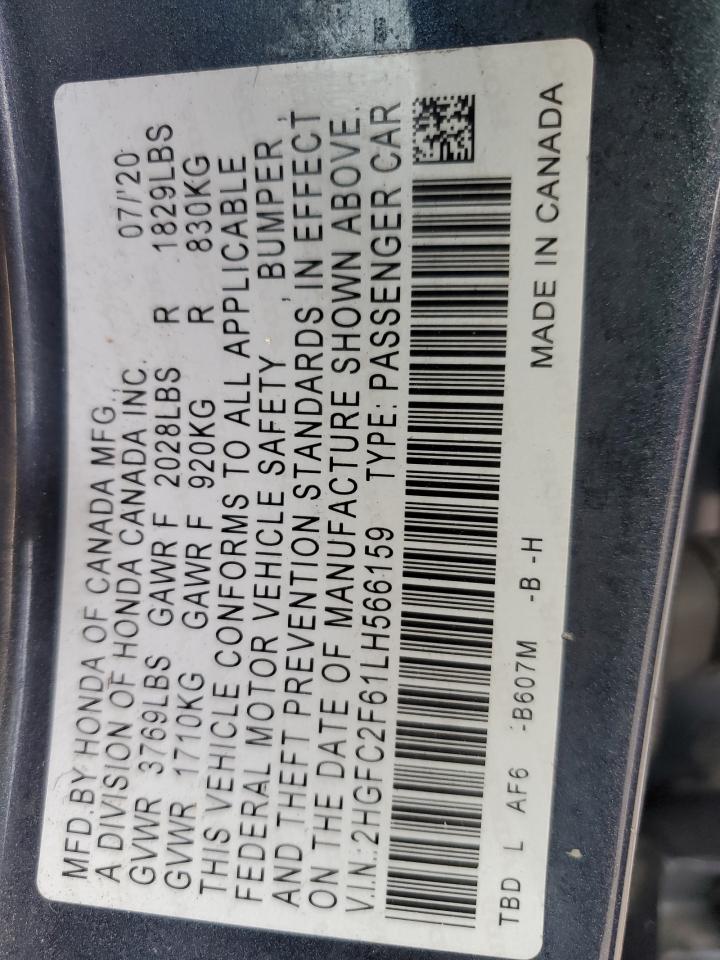 MFD. BY HONDA OF CANADA MFG., 07/'20
A DIVISION OF HONDA CANADA INC.
GVWR 3769LBS GAWR F 2028LBS R 1829LBS
GVWR 1710KG GAWR F 920KG R 830KG
THIS VEHICLE CONFORMS TO ALL APPLICABLE
FEDERAL MOTOR VEHICLE SAFETY , BUMPER ,
AND THEFT PREVENTION STANDARDS IN EFFECT
ON THE DATE OF MANUFACTURE SHOWN ABOVE.
V.I.N.:2HGFC2F61LH566159 TYPE: PASSENGER CAR
TBD L AF6 -B607M -B -H MADE IN CANADA